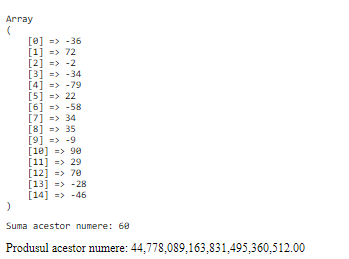 Array
(
[0] => -36
[1] => 72
[2] => -2
[3] => -34
[4] => -79
[5] => 22
[6] => -58
[7] => 34
[8] => 35
[9] => -9
[10] => 90
[11] => 29
[12] => 70
[13] => -28
[14] => -46
)
Suma acestor numere: 60
Produsul acestor numere: 44,778,089,163,831,495,360,512.00